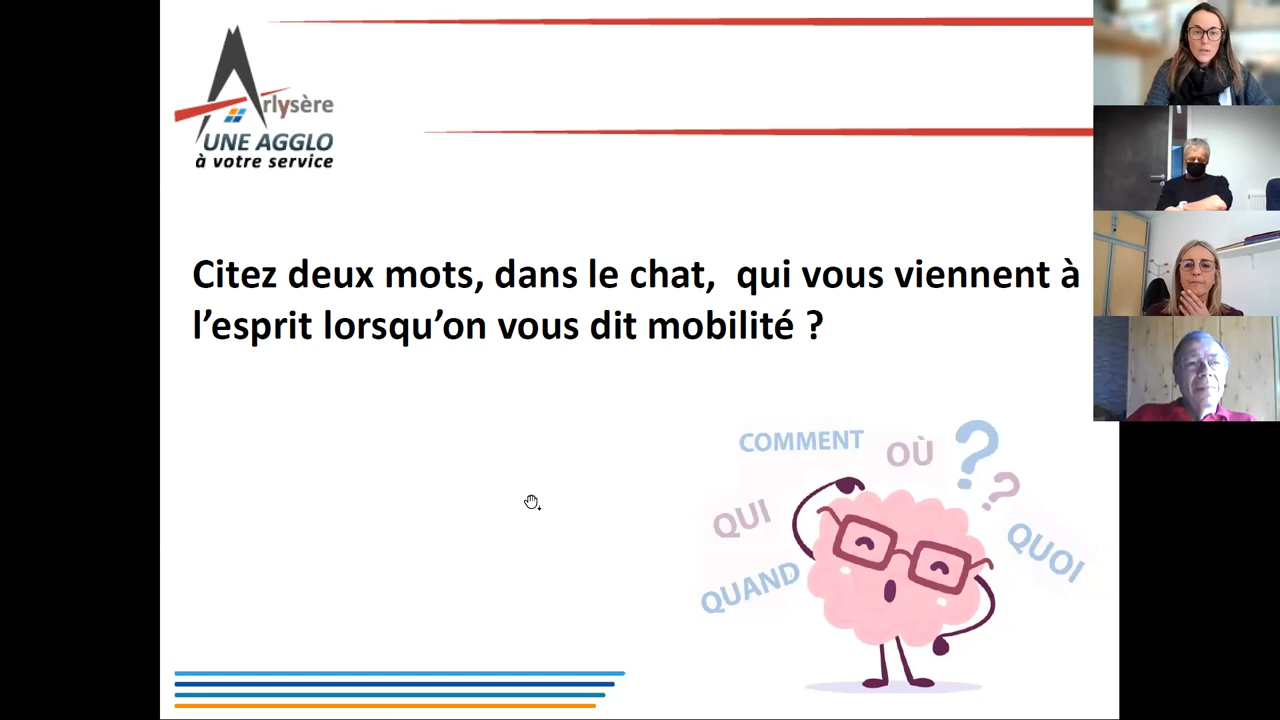 Arlysère
UNE AGGLO
à votre service
Citez deux mots, dans le chat,  qui vous viennent à
l’esprit lorsqu’on vous dit mobilité ?
COMMENT
OÙ
? ?
QUI
QUOI
QUAND